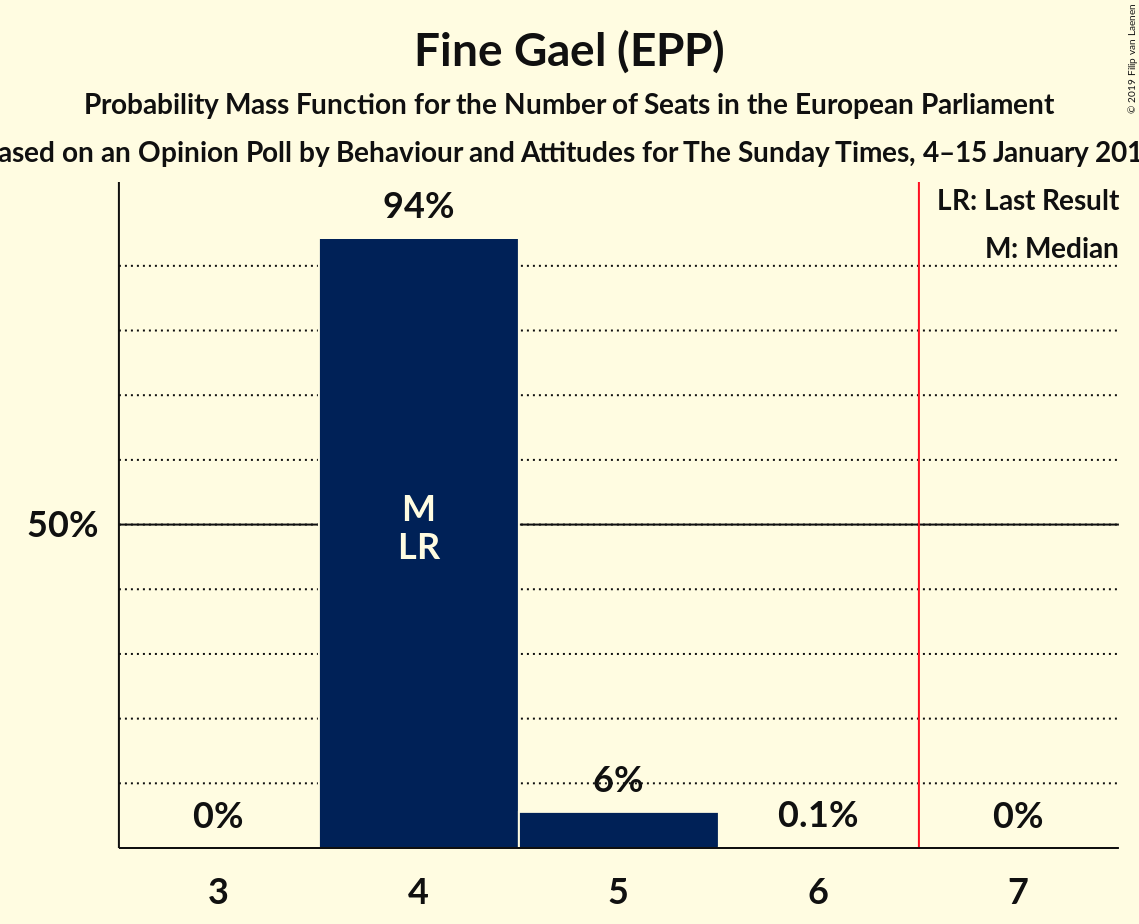 Fine Gael (EPP)
Probability Mass Function for the Number of Seats in the European Parliament
ased on an Opinion Poll by Behaviour and Attitudes for The Sunday Times, 4–15 January 201
© 2019 Filip van Laenen
LR: Last Result
M: Median
94%
50%
M
LR
6%
0%
0.1%
0%
3
4
5
6
7